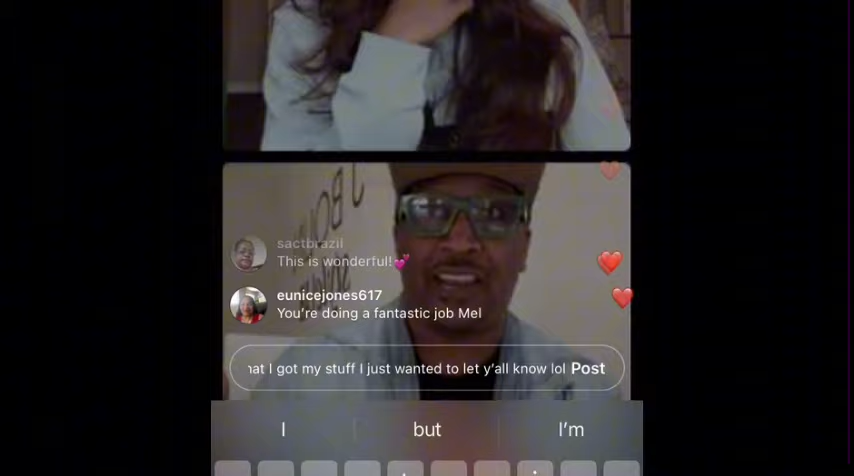 sactbrazil
This is wonderful!💕
eunicejones617
You're doing a fantastic job Mel
I got my stuff I just wanted to let y'all know lol Post
I but I'm